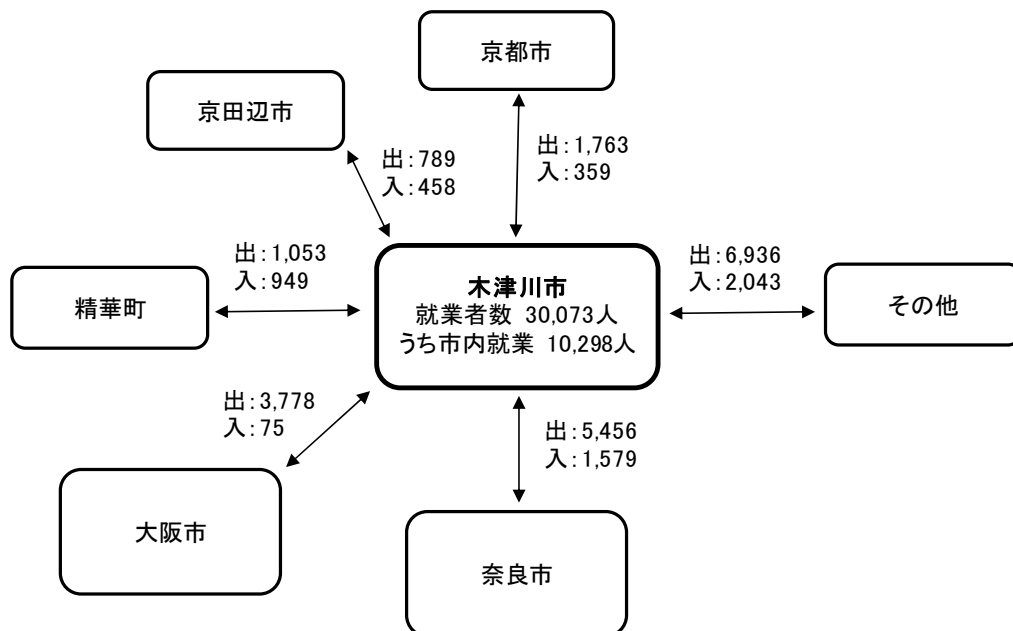 京都市
京田辺市
出:1,763
入:359
出:789
入:458
出:1,053
入:949
出:6,936
入:2,043
精華町
木津川市
就業者数 30,073人
うち市内就業 10,298人
その他
出:3,778
入:75
出:5,456
入:1,579
大阪市
奈良市